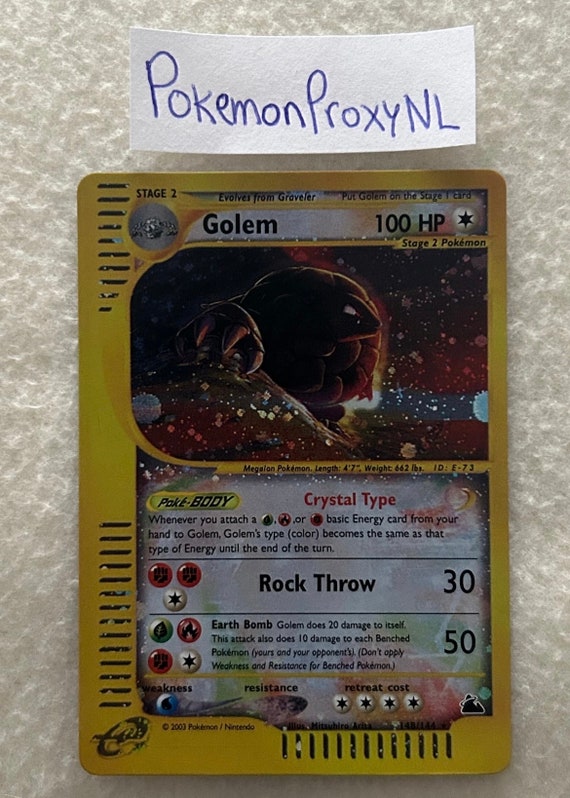 PokemonProxyNL
STAGE 2 Evolves from Graveler Put Golem on the Stage 1 card
Golem 100 HP
Stage 2 Pokémon
Megalon Pokémon. Length: 4'7", Weight: 662 lbs. ID: E-73
Poké-BODY Crystal Type
Whenever you attach a , , or basic Energy card from your
hand to Golem, Golem's type (color) becomes the same as that
type of Energy until the end of the turn.
Rock Throw 30
Earth Bomb Golem does 20 damage to itself.
This attack also does 10 damage to each Benched
Pokémon (yours and your opponent's). (Don't apply
Weakness and Resistance for Benched Pokémon.)
50
weakness resistance retreat cost
Illus. Mitsuhiro Arita 148/144
© 2003 Pokémon / Nintendo